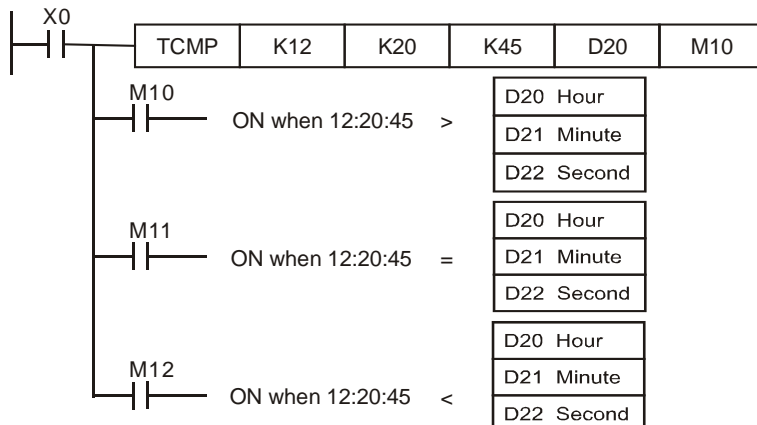 X0
TCMP K12 K20 K45 D20 M10
M10
ON when 12:20:45 >
D20 Hour
D21 Minute
D22 Second
M11
ON when 12:20:45 =
D20 Hour
D21 Minute
D22 Second
M12
ON when 12:20:45 <
D20 Hour
D21 Minute
D22 Second